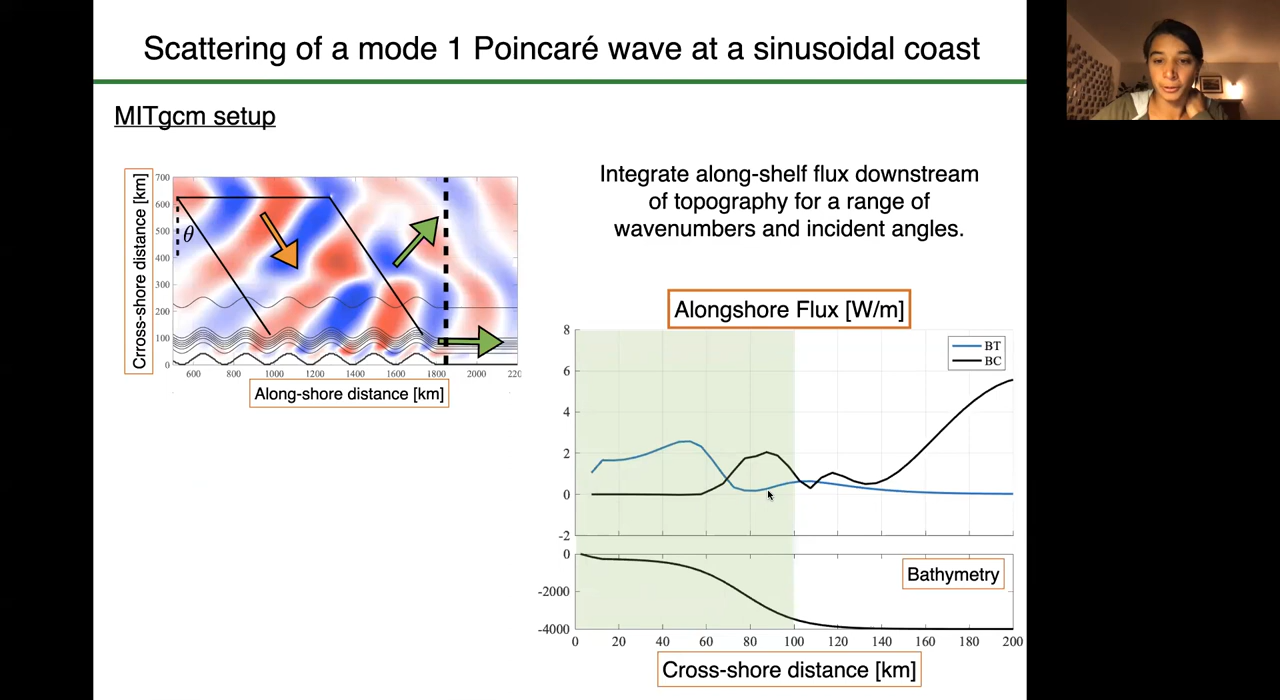 Scattering of a mode 1 Poincaré wave at a sinusoidal coast
MITgcm setup
Integrate along-shelf flux downstream
of topography for a range of
wavenumbers and incident angles.
Crross-shore distance [km]
700
600
500
400
300
200
100
0
θ
600 800 1000 1200 1400 1600 1800 2000 220
Along-shore distance [km]
Alongshore Flux [W/m]
8
6
4
2
0
-2
BT
BC
0
-2000
-4000
Bathymetry
0 20 40 60 80 100 120 140 160 180 200
Cross-shore distance [km]